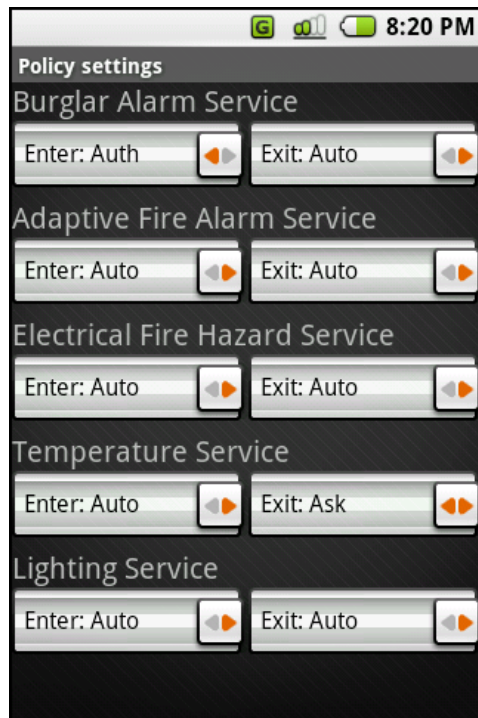 G 8:20 PM
Policy settings
Burglar Alarm Service
Enter: Auth Exit: Auto
Adaptive Fire Alarm Service
Enter: Auto Exit: Auto
Electrical Fire Hazard Service
Enter: Auto Exit: Auto
Temperature Service
Enter: Auto Exit: Ask
Lighting Service
Enter: Auto Exit: Auto